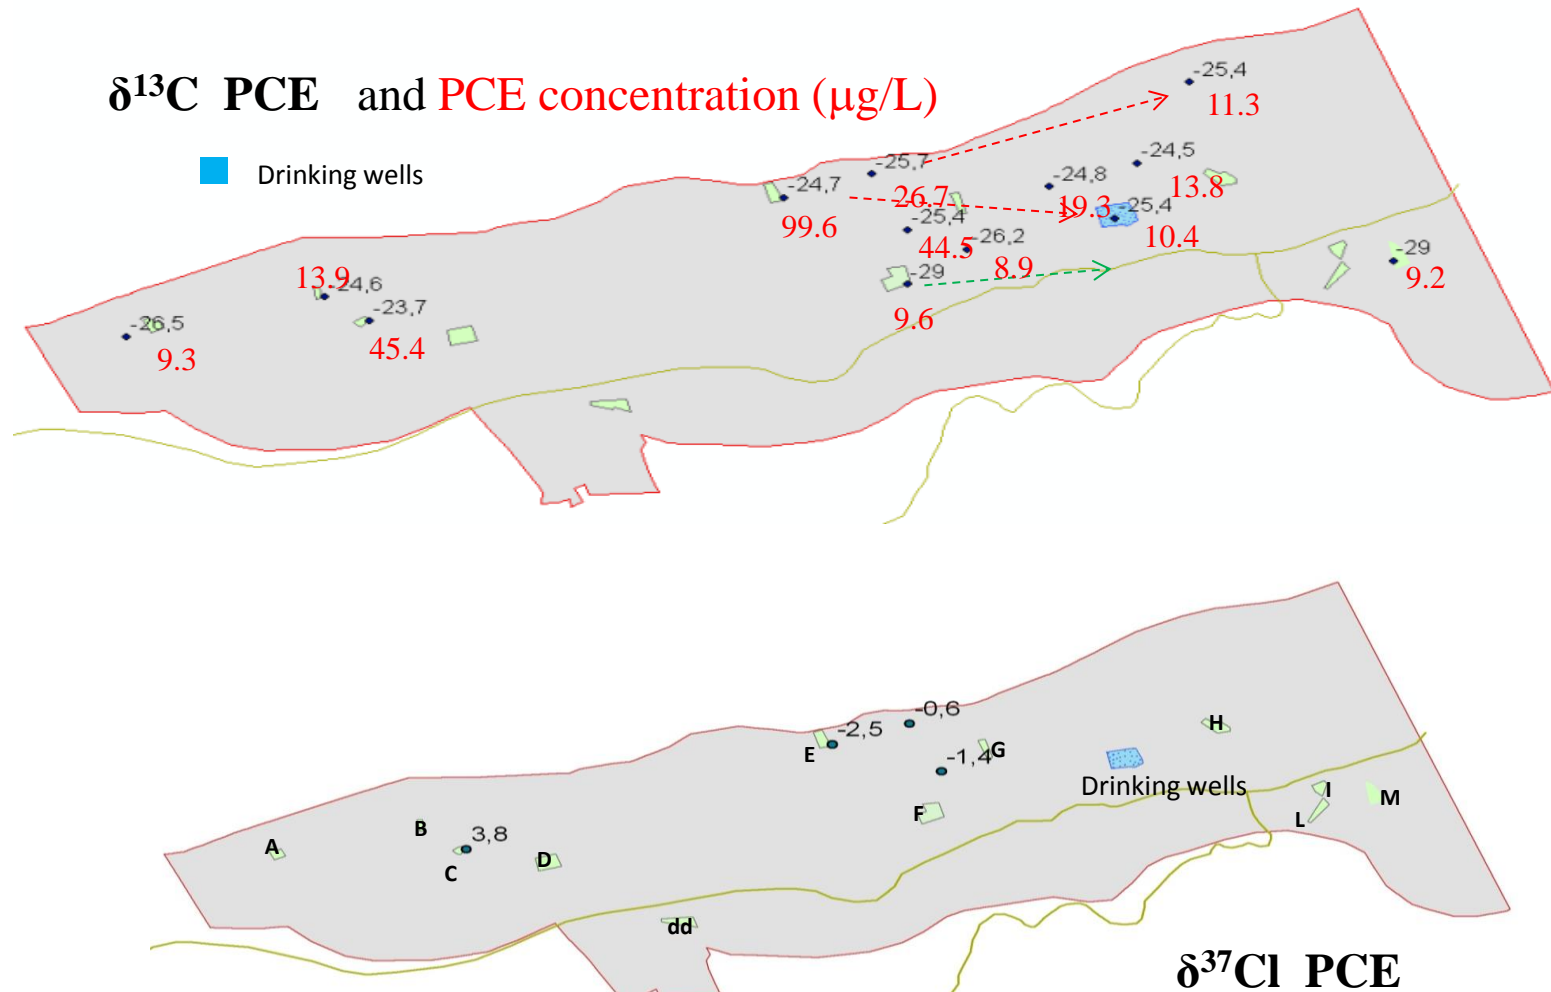 δ¹³C PCE and PCE concentration (µg/L)
Drinking wells
-25,4
11.3
-25,7
26.7
-24,7
99.6
-24,5
13.8
-24,8
19.3
-25,4
10.4
-25,4
44.5
-26,2
8.9
-29
9.6
-29
9.2
13.9
-24,6
-23,7
45.4
-26,5
9.3
-0,6
-2,5
E
-1,4
G
H
Drinking wells
F
I
M
L
B
3,8
A
C
D
dd
δ³⁷Cl PCE